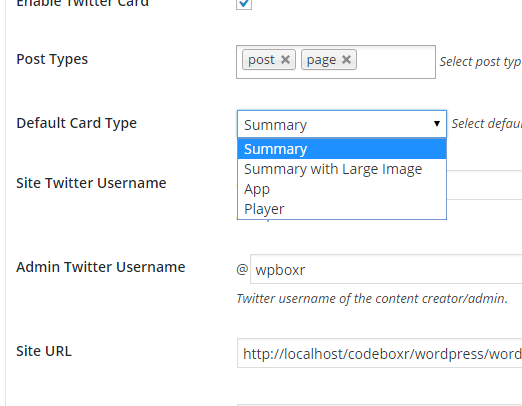 Enable Twitter Card
Post Types
post × page ×
Select post typ
Default Card Type
Summary
Select defau
Summary
Summary with Large Image
App
Player
Site Twitter Username
Admin Twitter Username
@ wpboxr
Twitter username of the content creator/admin.
Site URL
http://localhost/codeboxr/wordpress/word